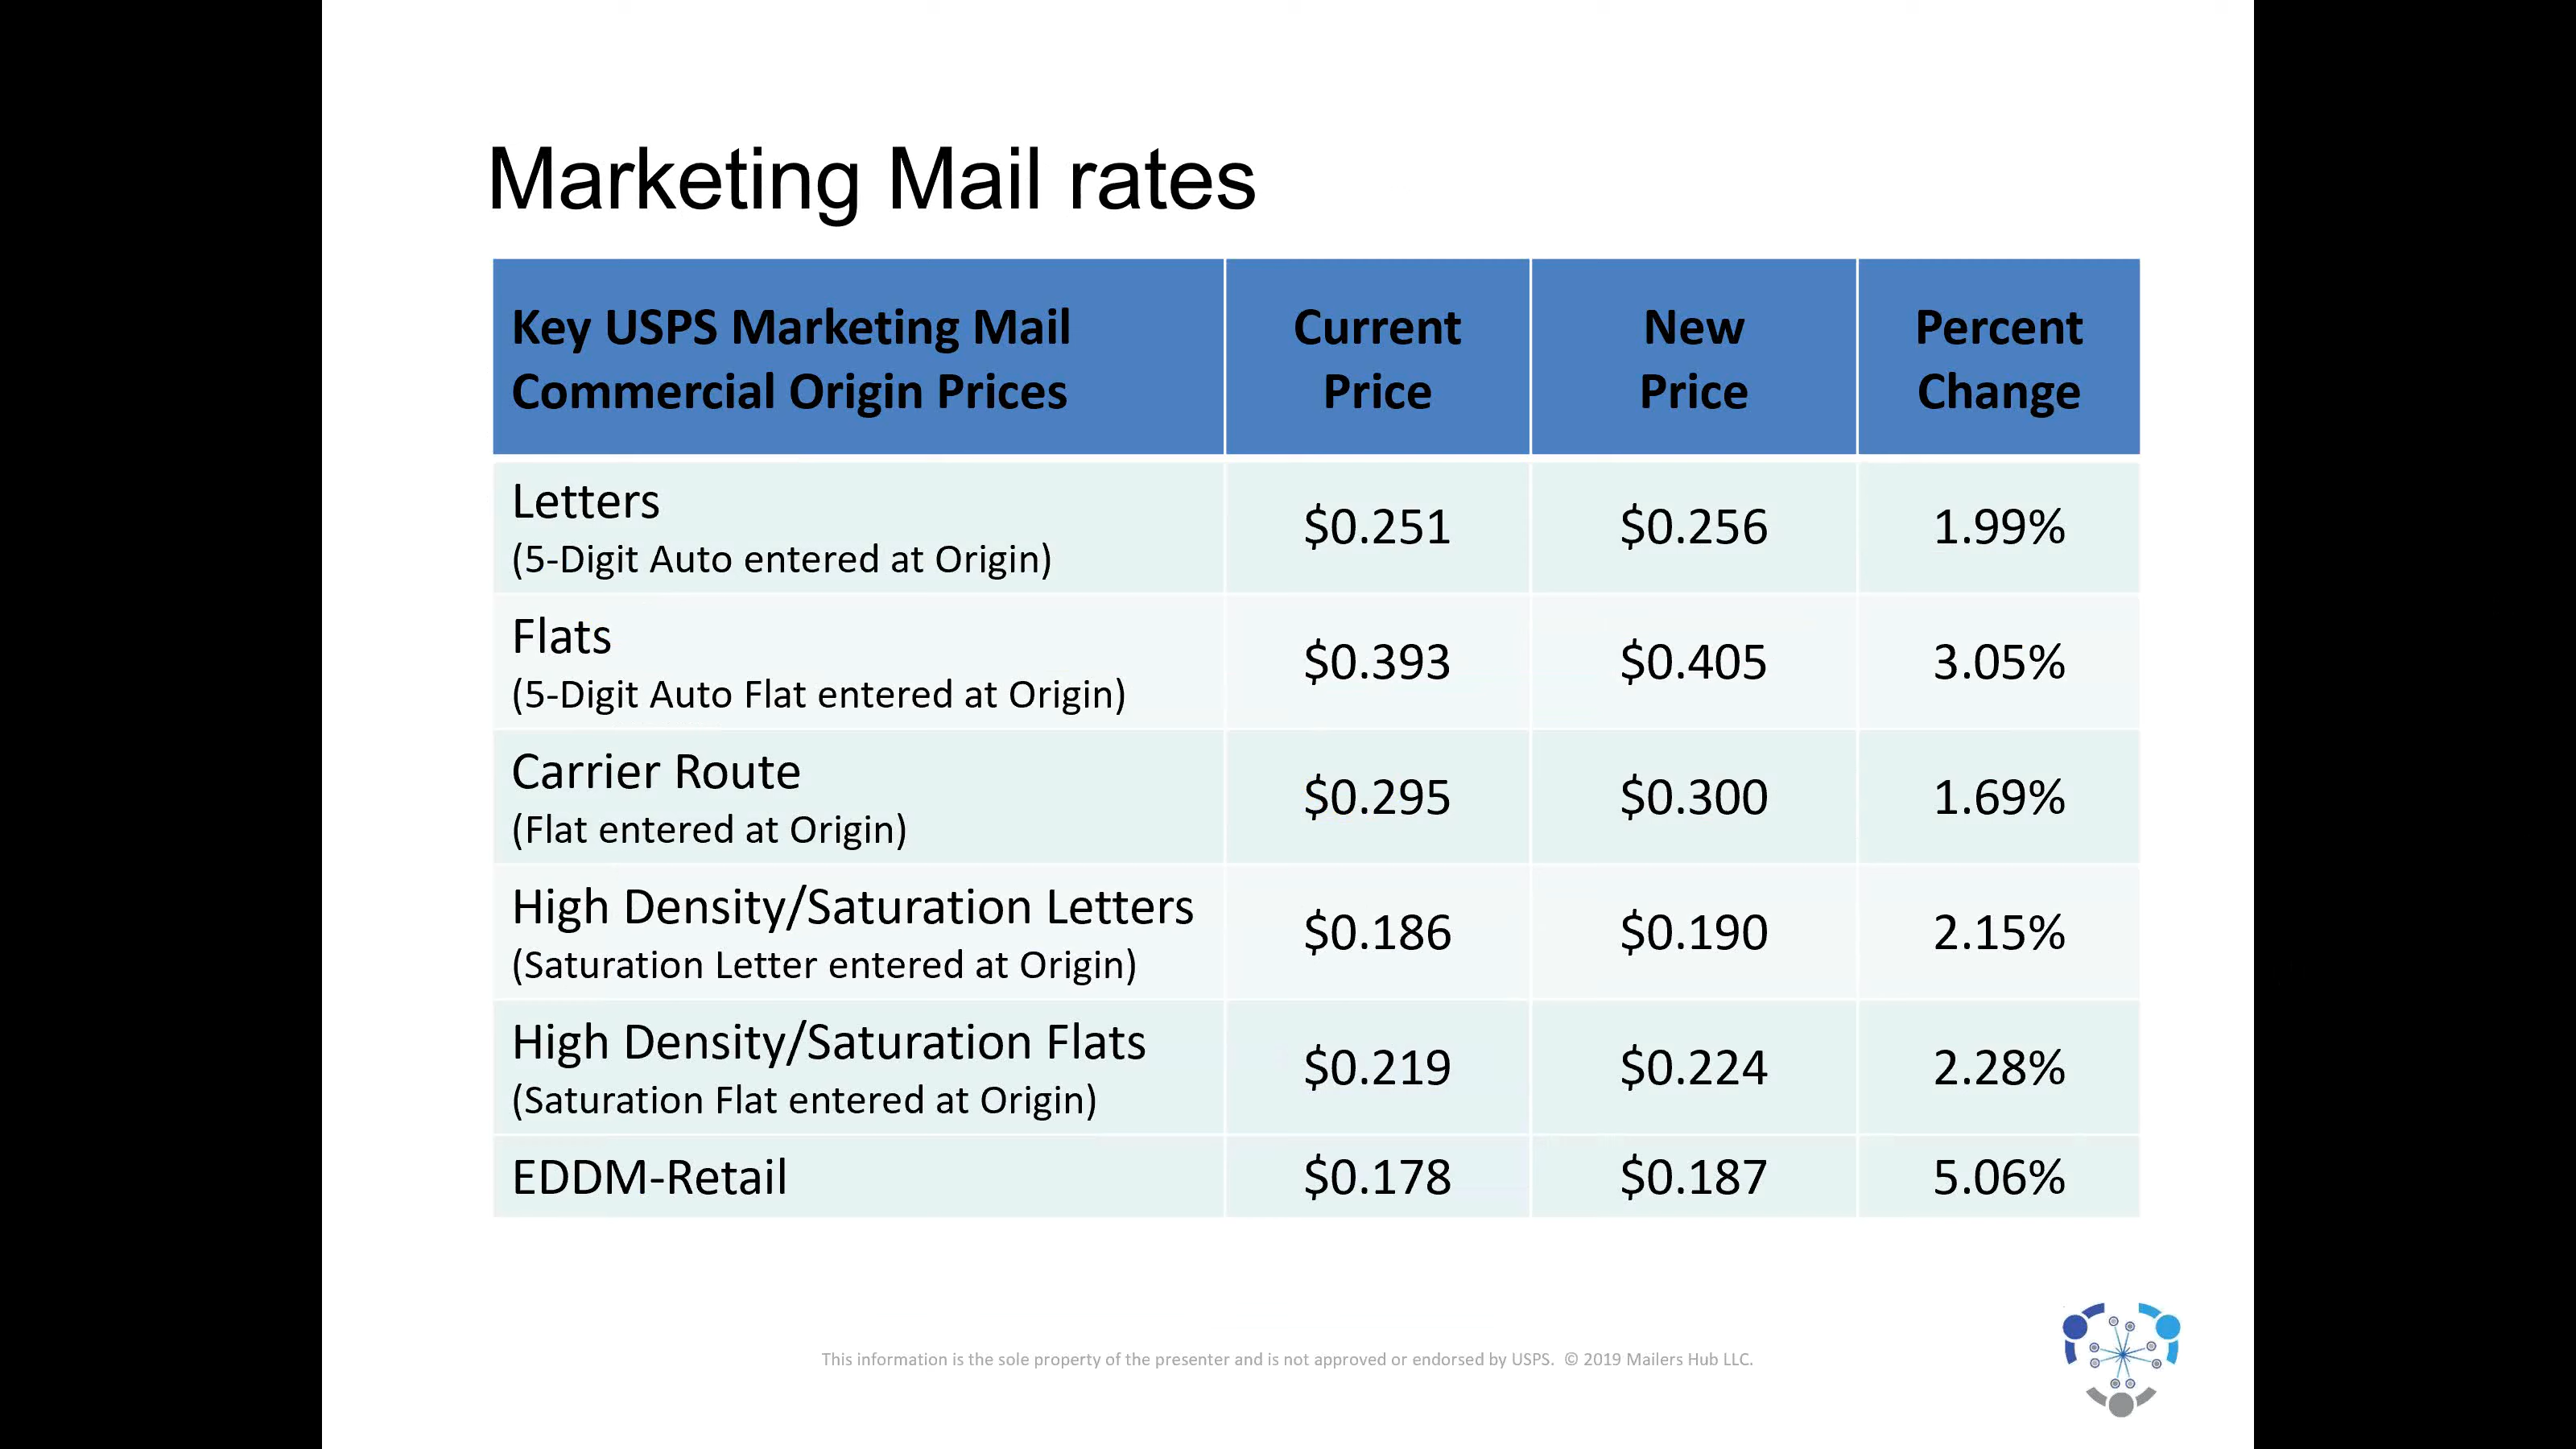 Marketing Mail rates
Key USPS Marketing Mail Commercial Origin Prices Current Price New Price Percent Change
Letters
(5-Digit Auto entered at Origin) $0.251 $0.256 1.99%
Flats
(5-Digit Auto Flat entered at Origin) $0.393 $0.405 3.05%
Carrier Route
(Flat entered at Origin) $0.295 $0.300 1.69%
High Density/Saturation Letters
(Saturation Letter entered at Origin) $0.186 $0.190 2.15%
High Density/Saturation Flats
(Saturation Flat entered at Origin) $0.219 $0.224 2.28%
EDDM-Retail $0.178 $0.187 5.06%
This information is the sole property of the presenter and is not approved or endorsed by USPS. © 2019 Mailers Hub LLC.